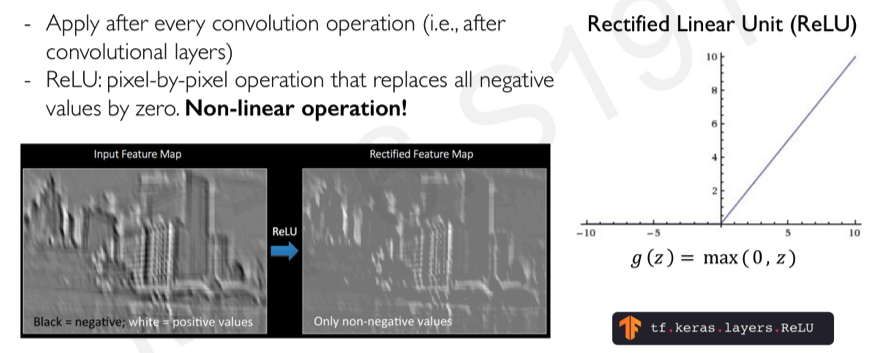 - Apply after every convolution operation (i.e., after
convolutional layers)
- ReLU: pixel-by-pixel operation that replaces all negative
values by zero. Non-linear operation!
Input Feature Map
Rectified Feature Map
ReLU
Black = negative; white = positive values
Only non-negative values
Rectified Linear Unit (ReLU)
10
8
6
4
2
-10 -5 5 10
g(z) = max(0, z)
tf.keras.layers.ReLU
S191